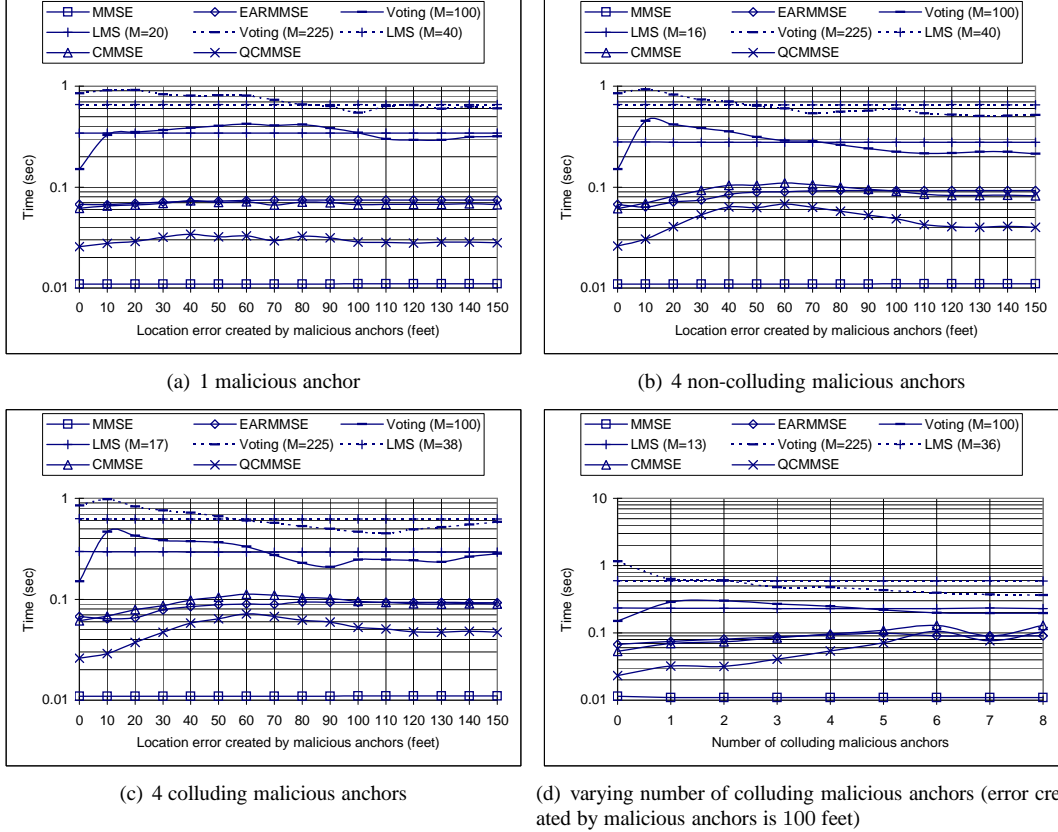 MMSE EARMMSE Voting (M=100)
LMS (M=20) Voting (M=225) LMS (M=40)
CMMSE QCMMSE
1
0.1
0.01
Time (sec)
0 10 20 30 40 50 60 70 80 90 100 110 120 130 140 150
Location error created by malicious anchors (feet)
(a) 1 malicious anchor
MMSE EARMMSE Voting (M=100)
LMS (M=16) Voting (M=225) LMS (M=40)
CMMSE QCMMSE
1
0.1
0.01
Time (sec)
0 10 20 30 40 50 60 70 80 90 100 110 120 130 140 150
Location error created by malicious anchors (feet)
(b) 4 non-colluding malicious anchors
MMSE EARMMSE Voting (M=100)
LMS (M=17) Voting (M=225) LMS (M=38)
CMMSE QCMMSE
1
0.1
0.01
Time (sec)
0 10 20 30 40 50 60 70 80 90 100 110 120 130 140 150
Location error created by malicious anchors (feet)
(c) 4 colluding malicious anchors
MMSE EARMMSE Voting (M=100)
LMS (M=13) Voting (M=225) LMS (M=36)
CMMSE QCMMSE
10
1
0.1
0.01
Time (sec)
0 1 2 3 4 5 6 7 8
Number of colluding malicious anchors
(d) varying number of colluding malicious anchors (error cre
ated by malicious anchors is 100 feet)